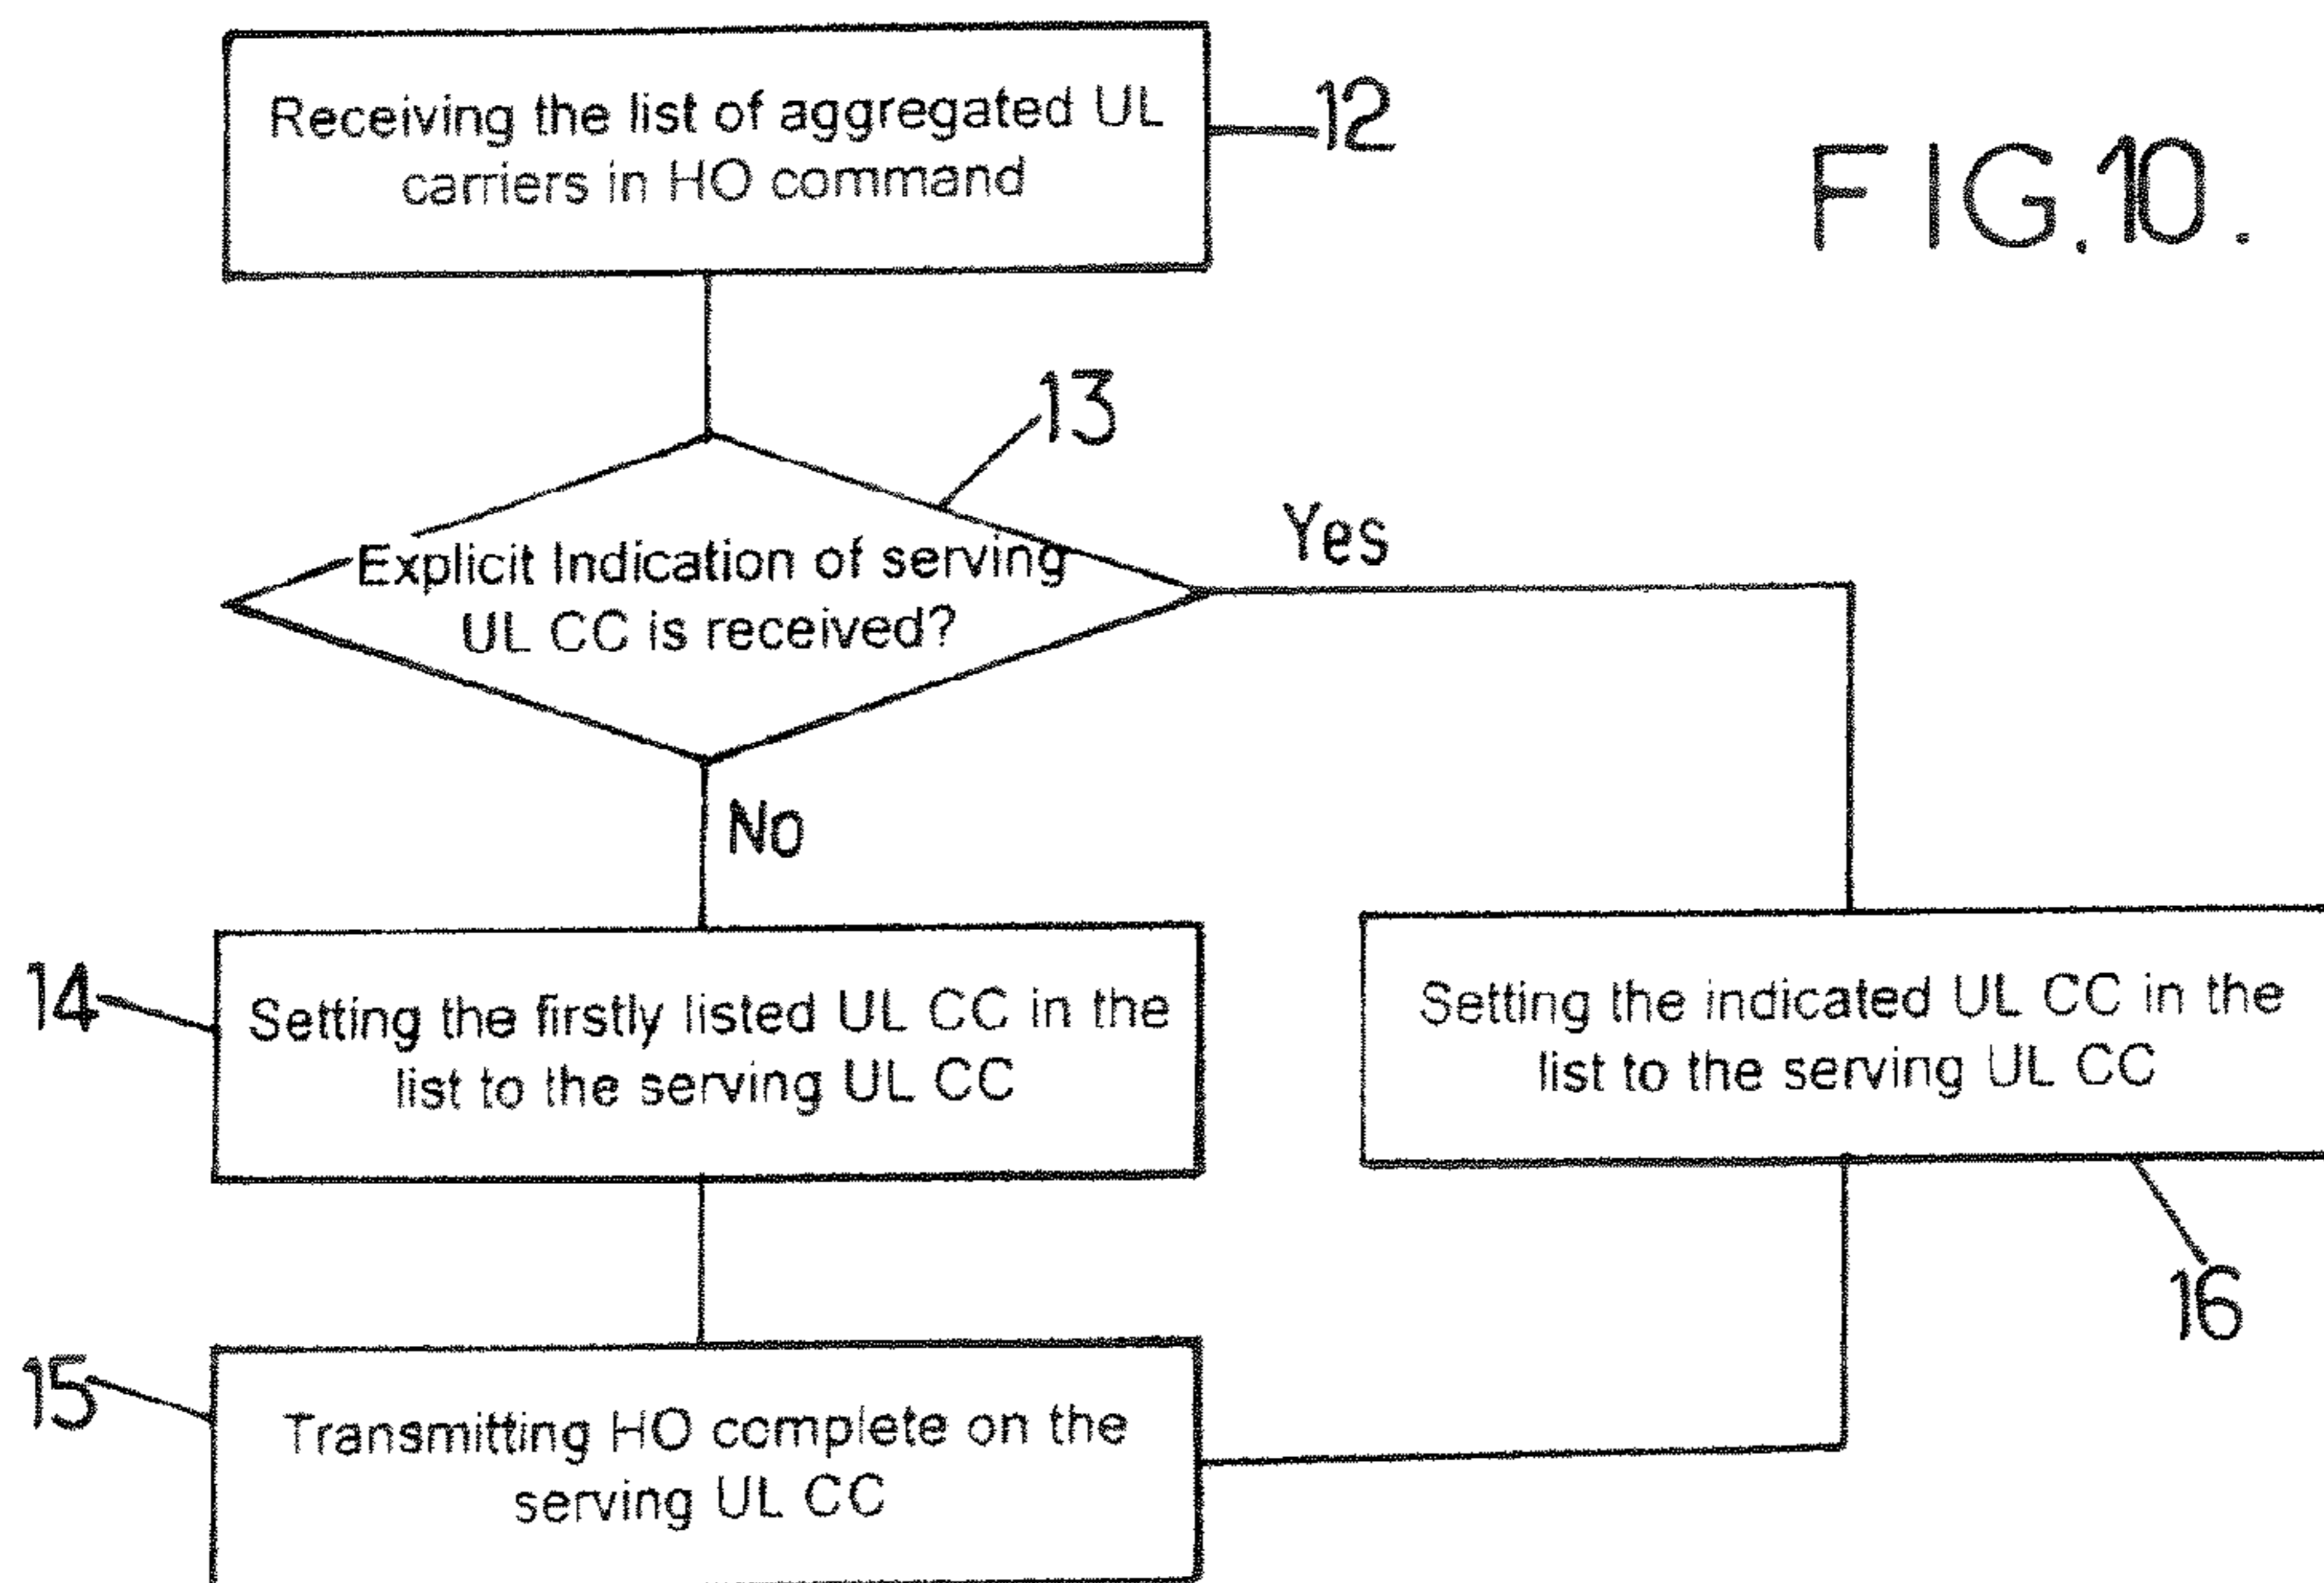 Receiving the list of aggregated UL
carriers in HO command
12
FIG.10.
13
Explicit Indication of serving
UL CC is received?
Yes
No
14
Setting the firstly listed UL CC in the
list to the serving UL CC
Setting the indicated UL CC in the
list to the serving UL CC
16
15
Transmitting HO complete on the
serving UL CC